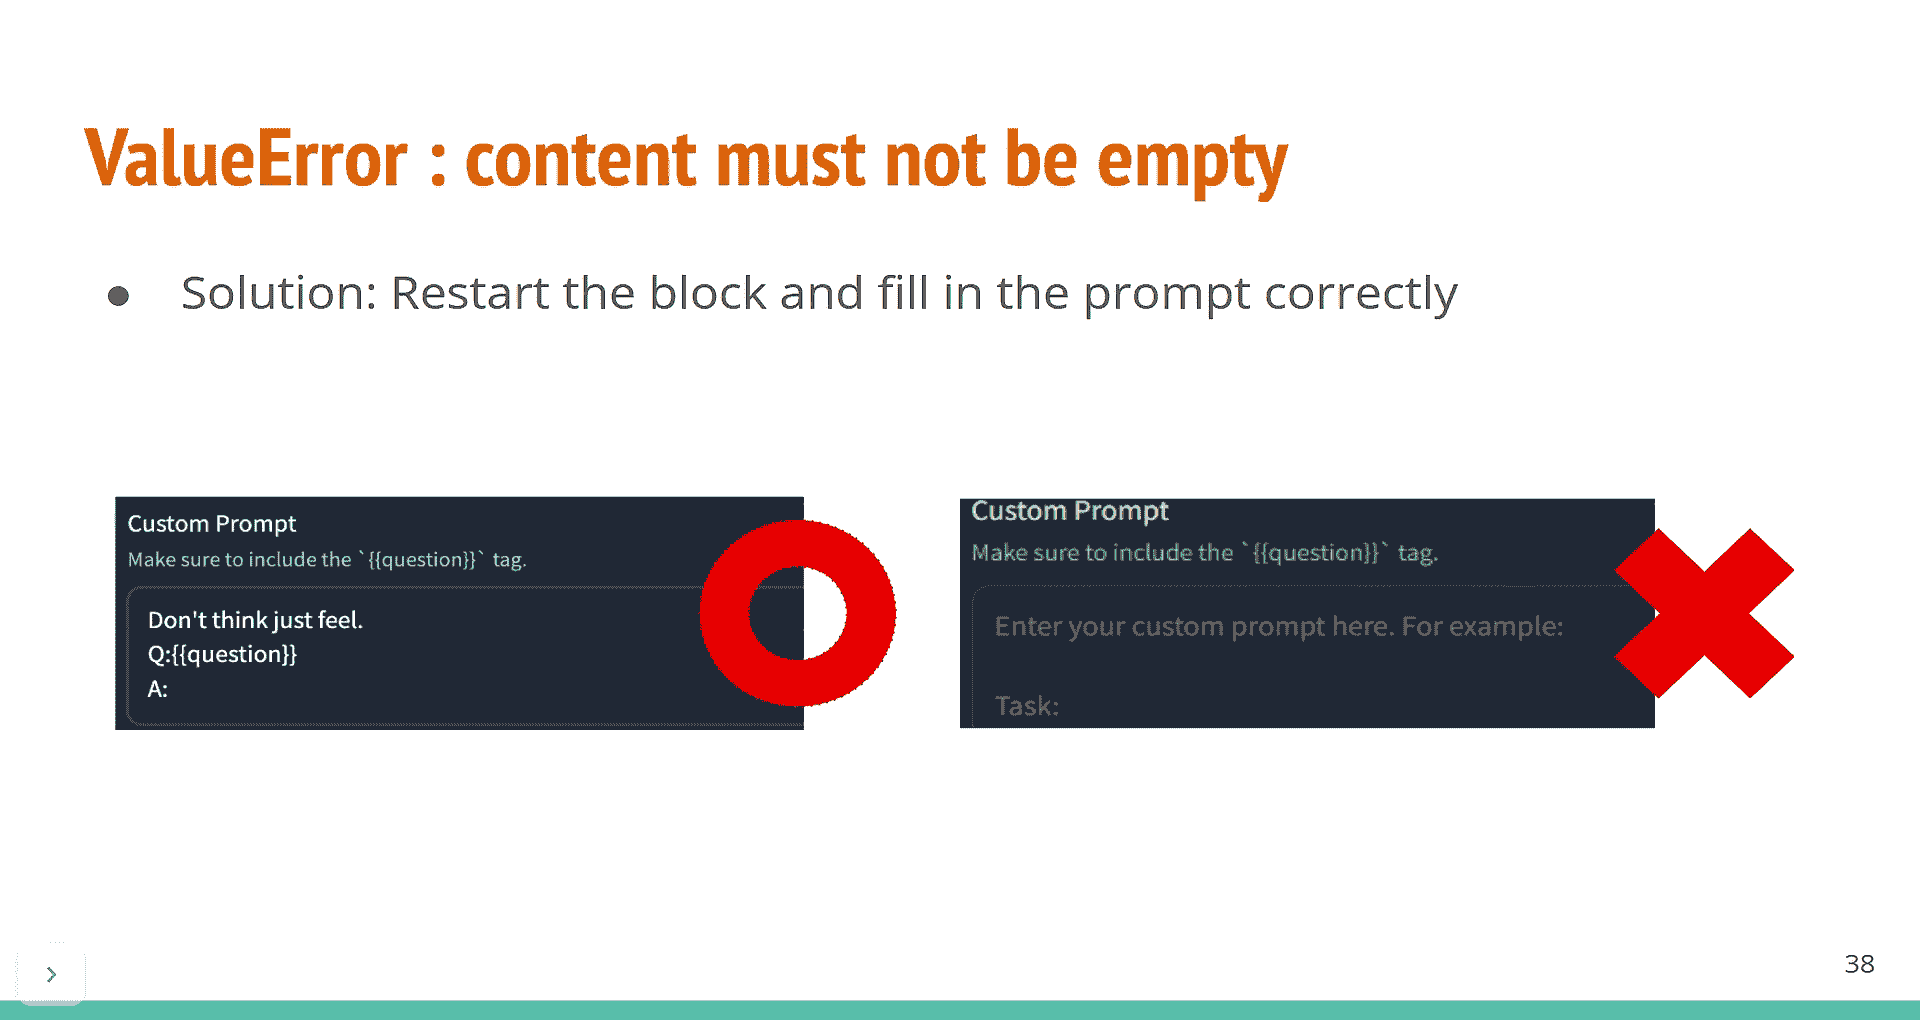 ValueError : content must not be empty
● Solution: Restart the block and fill in the prompt correctly
Custom Prompt
Make sure to include the `{{question}}` tag.
Don't think just feel.
Q:{{question}}
A:
Custom Prompt
Make sure to include the `{{question}}` tag.
Enter your custom prompt here. For example:
Task:
38